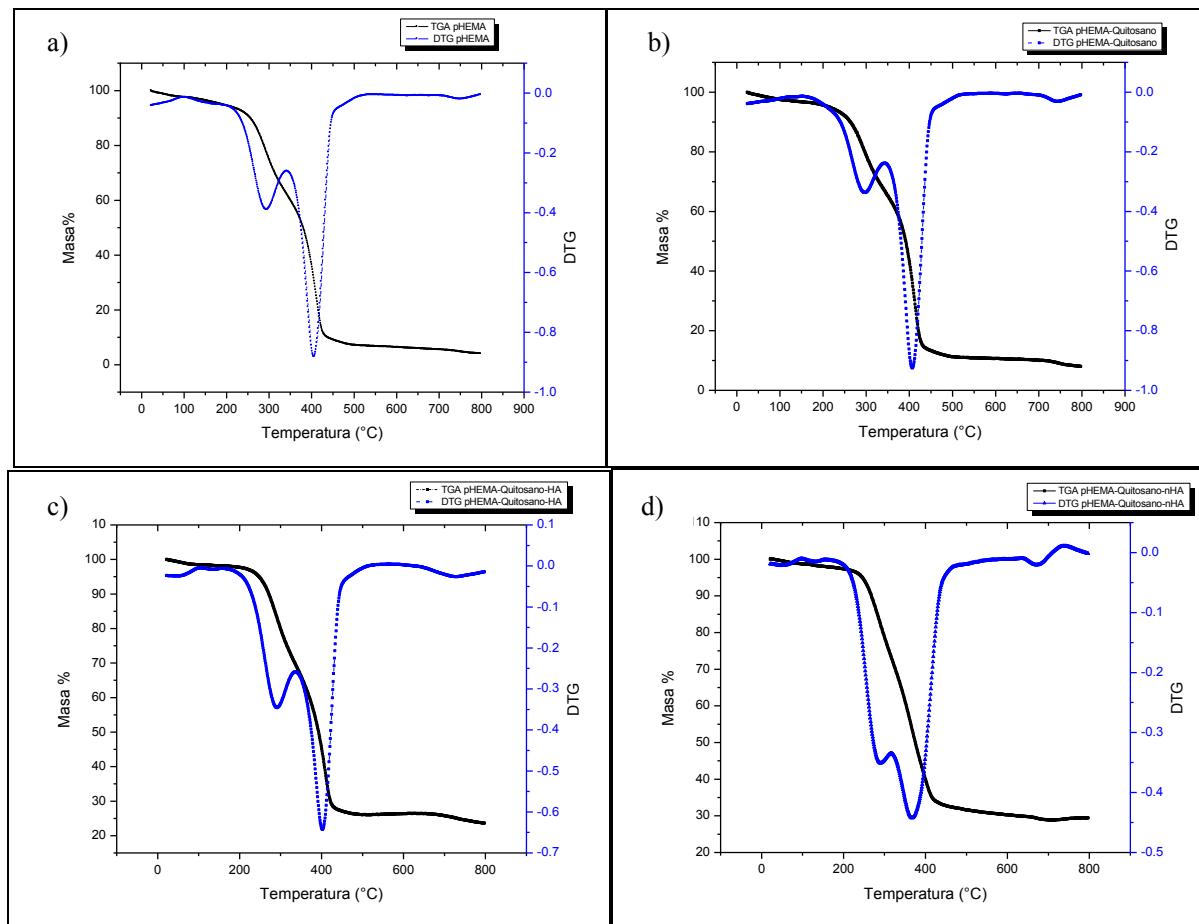 a)
TGA pHEMA
DTG pHEMA
100
80
60
40
20
0
0.0
-0.2
-0.4
-0.6
-0.8
-1.0
Masa%
DTG
0 100 200 300 400 500 600 700 800 900
Temperatura (°C)
b)
TGA pHEMA-Quitosano
DTG pHEMA-Quitosano
100
80
60
40
20
0
0.0
-0.2
-0.4
-0.6
-0.8
-1.0
Masa %
DTG
0 100 200 300 400 500 600 700 800 900
Temperatura (°C)
c)
TGA pHEMA-Quitosano-HA
DTG pHEMA-Quitosano-HA
10
100
90
80
70
60
50
40
30
20
0.1
0.0
-0.1
-0.2
-0.3
-0.4
-0.5
-0.6
-0.7
Masa %
DTG
0 200 400 600 800
Temperatura (°C)
d)
TGA pHEMA-Quitosano-nHA
DTG pHEMA-Quitosano-nHA
110
100
90
80
70
60
50
40
30
20
0.0
-0.1
-0.2
-0.3
-0.4
-0.5
Masa %
DTG
0 200 400 600 800
Temperatura (°C)